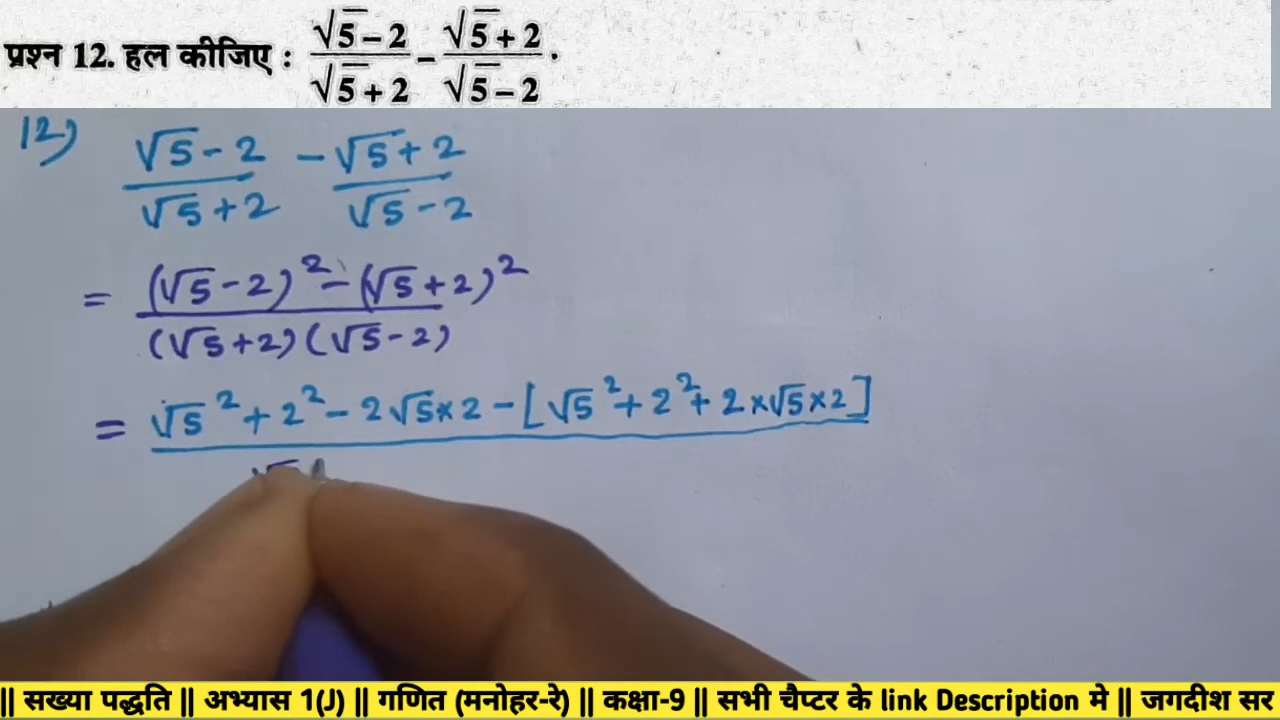 प्रश्न 12. हल कीजिए : (√5 - 2)/(√5 + 2) - (√5 + 2)/(√5 - 2).
12) (√5 - 2)/(√5 + 2) - (√5 + 2)/(√5 - 2)
= ((√5 - 2)² - (√5 + 2)²)/((√5 + 2)(√5 - 2))
= √5² + 2² - 2√5 × 2 - [√5² + 2² + 2 × √5 × 2]
|| सख्या पद्धति || अभ्यास 1(J) || गणित (मनोहर-रे) || कक्षा-9 || सभी चैप्टर के link Description मे || जगदीश सर